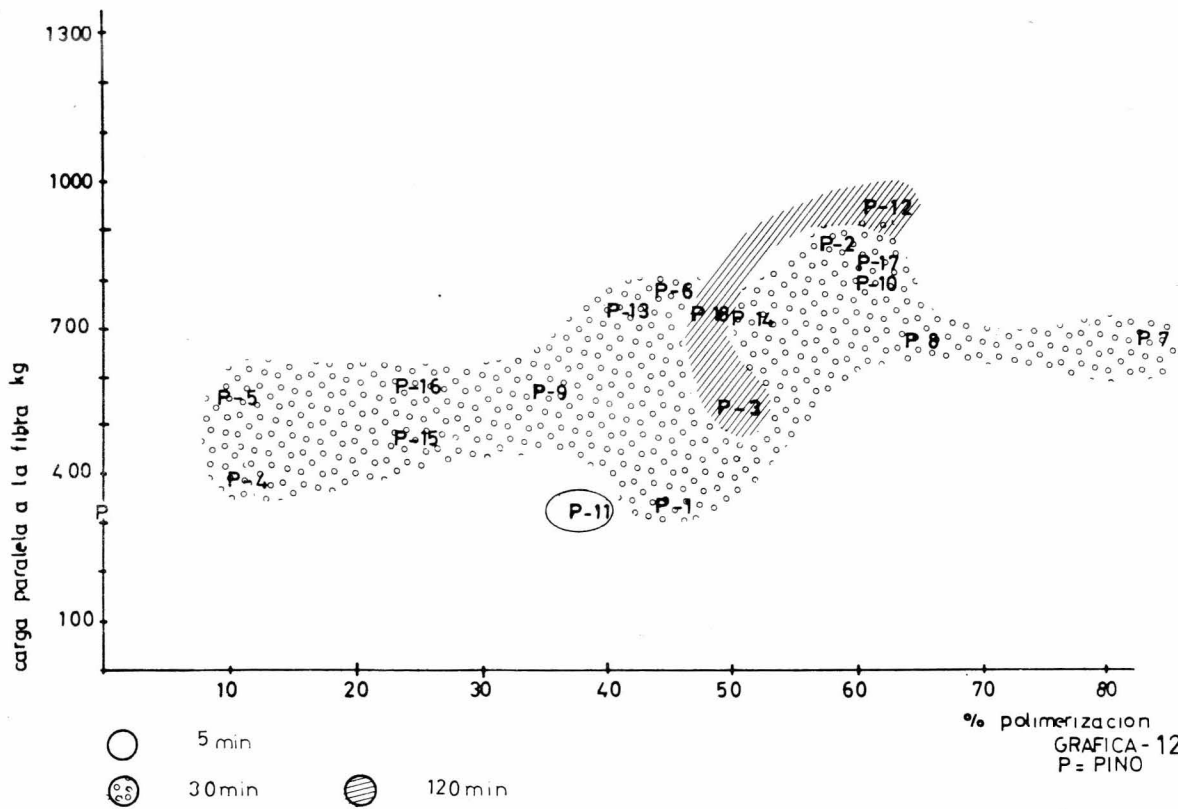 1300
1000
700
400
100
carga paralela a la fibra kg
P
P-12
P-2
P-17
P-10
P-6
P-13
P 18
P 14
P 8
P 7
P-16
P-9
P-5
P-3
P-15
P-4
P-11
P-1
10 20 30 40 50 60 70 80
% polimerizacion
GRAFICA-12
P= PINO
5 min
30min 120 min